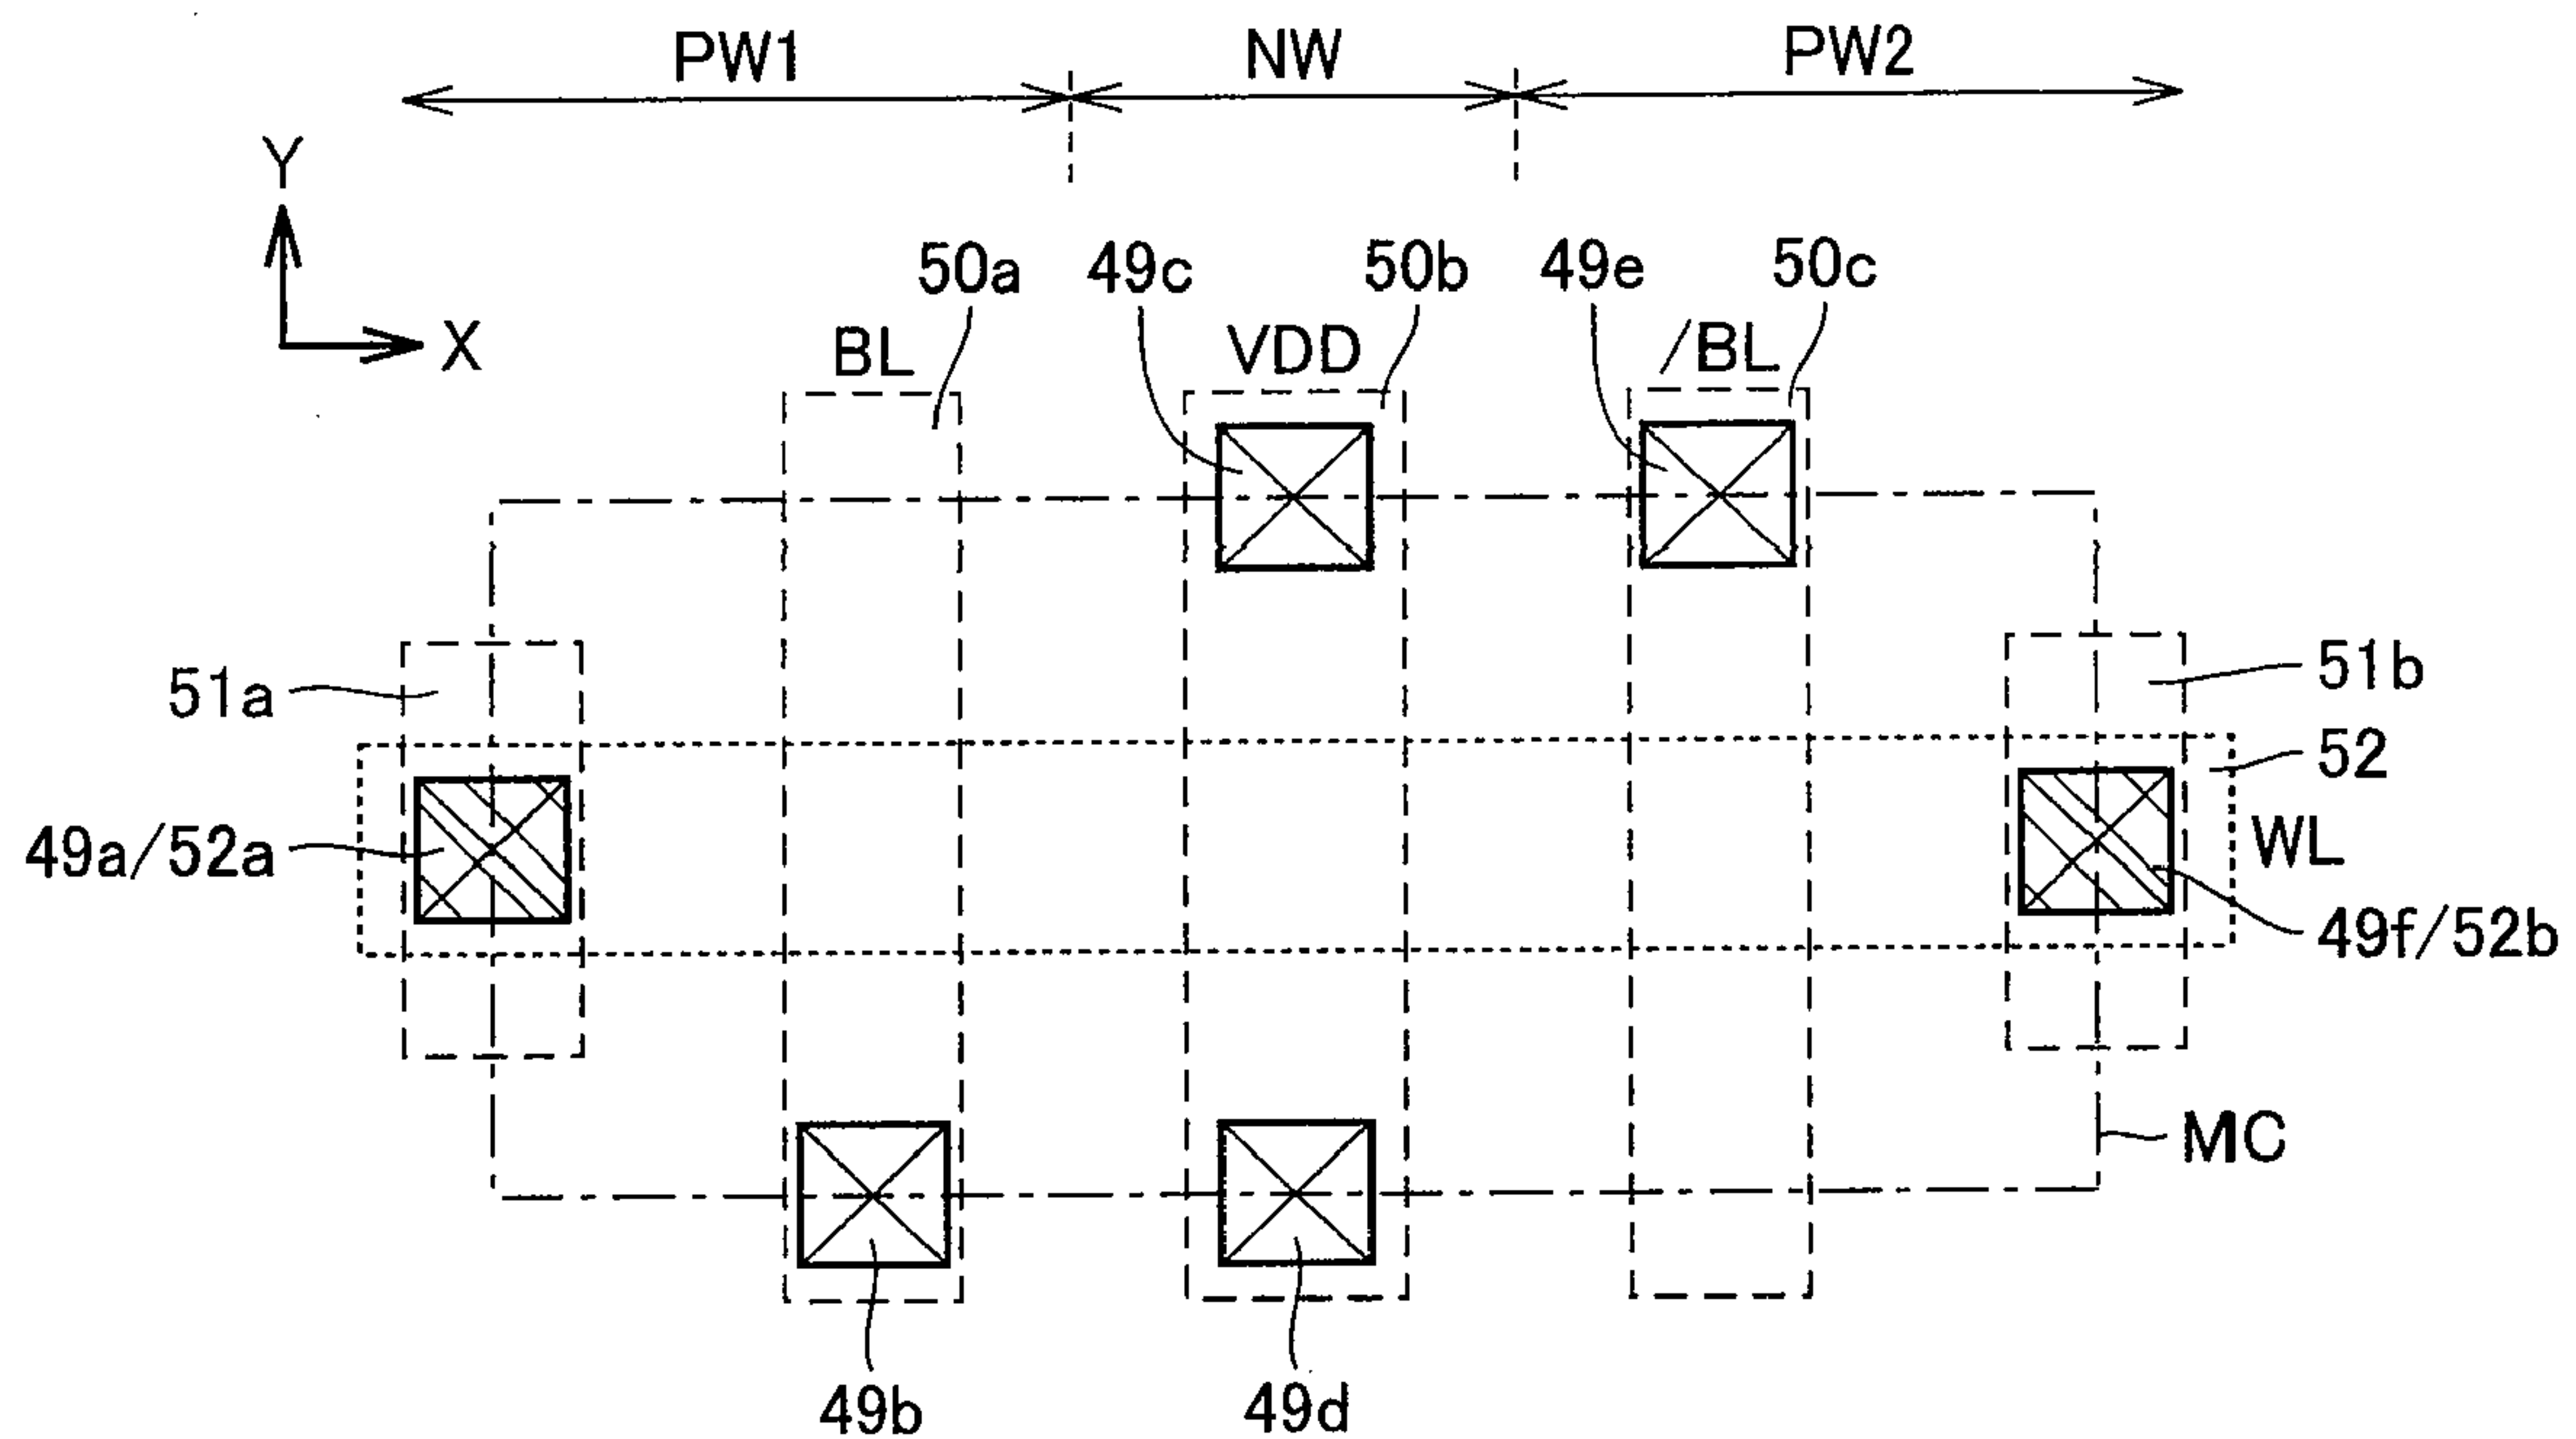 PW1 NW PW2
Y
X
50a 49c 50b 49e 50c
BL VDD /BL
51a 51b
52
49a/52a WL
49f/52b
MC
49b 49d